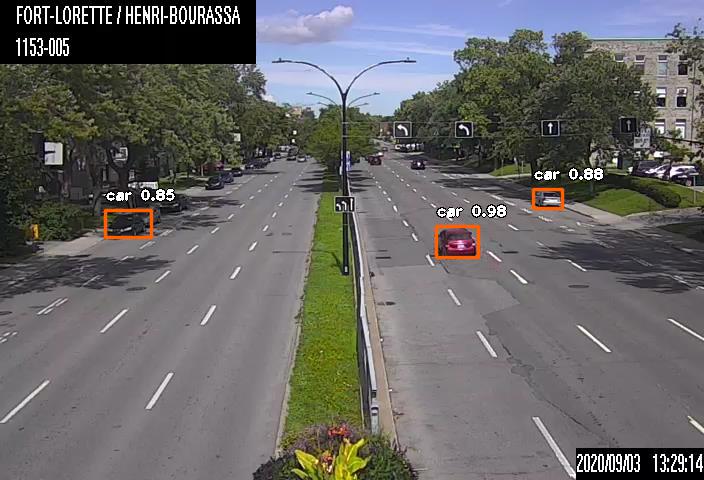 FORT-LORETTE / HENRI-BOURASSA
1153-005
car 0.88
car 0.85
car 0.98
2020/09/03 13:29:14